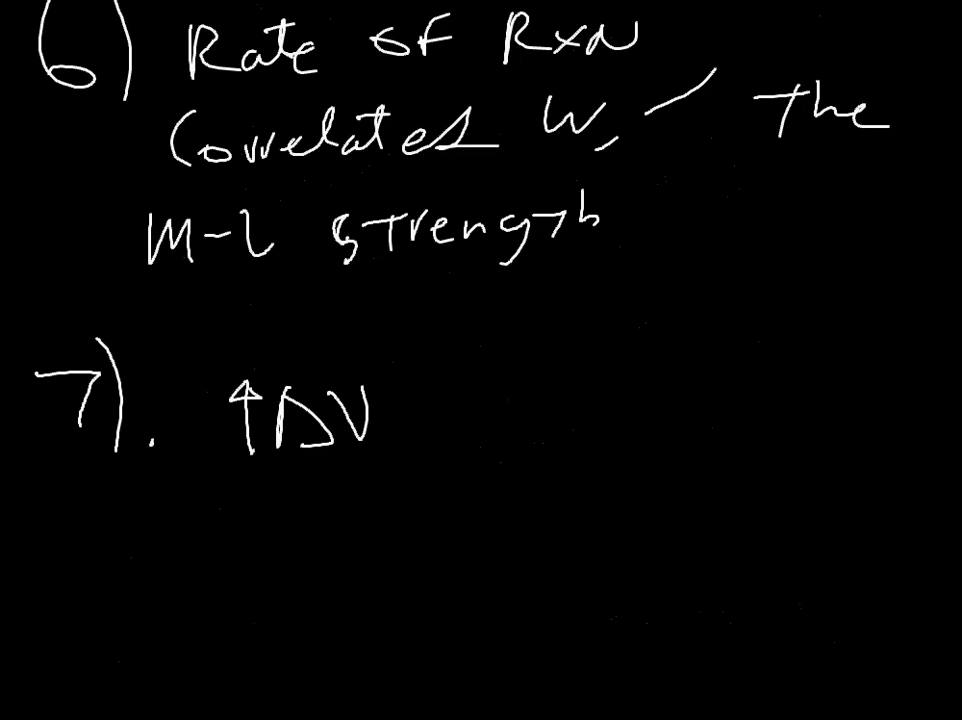 6) Rate of Rxn
Correlates w/ the
M-L strength
7). ↑ΔV